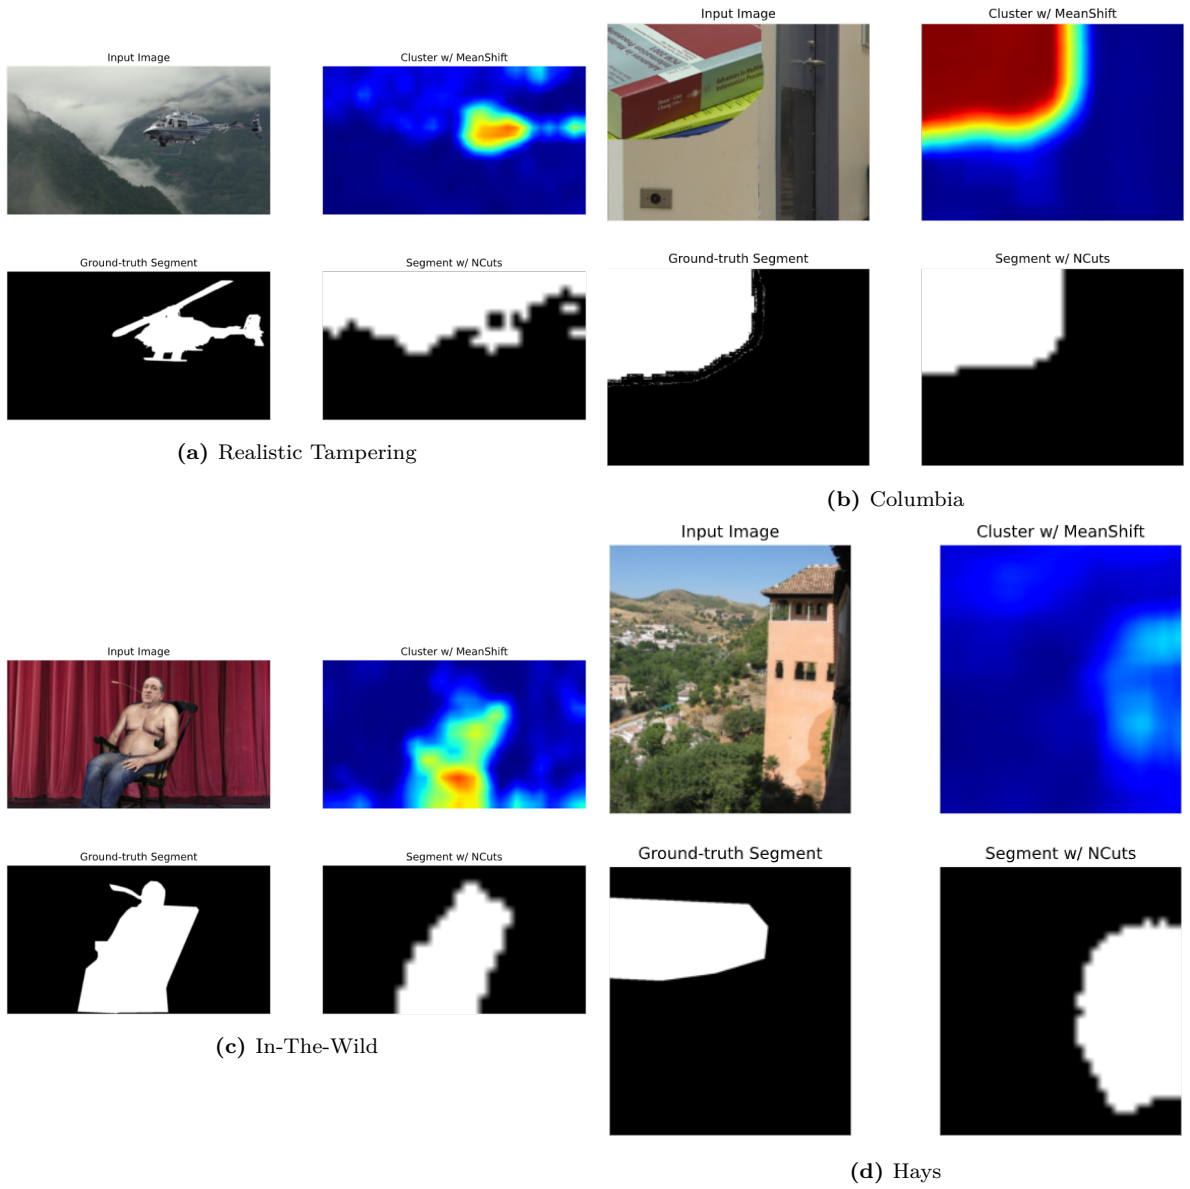 Input Image
Cluster w/ MeanShift
Ground-truth Segment
Segment w/ NCuts
(a) Realistic Tampering
Input Image
Cluster w/ MeanShift
Ground-truth Segment
Segment w/ NCuts
(b) Columbia
Input Image
Cluster w/ MeanShift
Ground-truth Segment
Segment w/ NCuts
(c) In-The-Wild
Input Image
Cluster w/ MeanShift
Ground-truth Segment
Segment w/ NCuts
(d) Hays